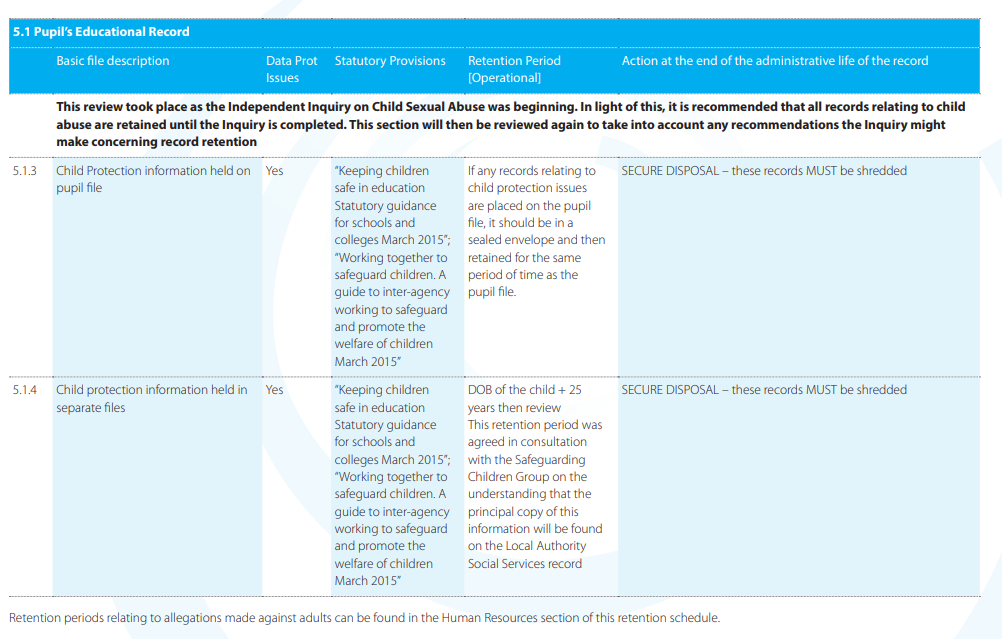 5.1 Pupil's Educational Record
Basic file description
Data Prot
Issues
Statutory Provisions
Retention Period
[Operational]
Action at the end of the administrative life of the record
This review took place as the Independent Inquiry on Child Sexual Abuse was beginning. In light of this, it is recommended that all records relating to child
abuse are retained until the Inquiry is completed. This section will then be reviewed again to take into account any recommendations the Inquiry might
make concerning record retention
5.1.3
Child Protection information held on
pupil file
Yes
“Keeping children
safe in education
Statutory guidance
for schools and
colleges March 2015”;
“Working together to
safeguard children. A
guide to inter-agency
working to safeguard
and promote the
welfare of children
March 2015”
If any records relating to
child protection issues
are placed on the pupil
file, it should be in a
sealed envelope and then
retained for the same
period of time as the
pupil file.
SECURE DISPOSAL – these records MUST be shredded
5.1.4
Child protection information held in
separate files
Yes
“Keeping children
safe in education
Statutory guidance
for schools and
colleges March 2015”;
“Working together to
safeguard children. A
guide to inter-agency
working to safeguard
and promote the
welfare of children
March 2015”
DOB of the child + 25
years then review
This retention period was
agreed in consultation
with the Safeguarding
Children Group on the
understanding that the
principal copy of this
information will be found
on the Local Authority
Social Services record
SECURE DISPOSAL – these records MUST be shredded
Retention periods relating to allegations made against adults can be found in the Human Resources section of this retention schedule.